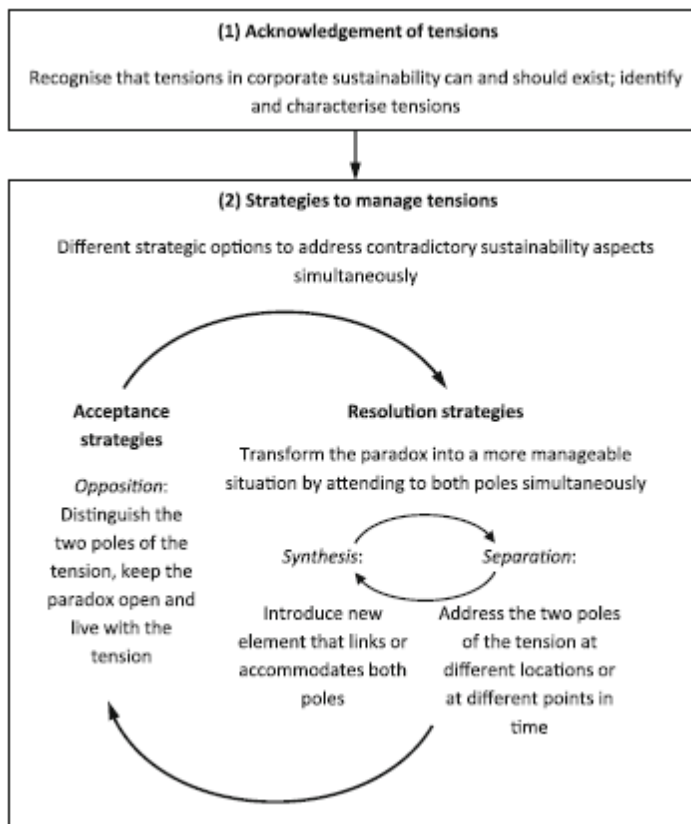 (1) Acknowledgement of tensions
Recognise that tensions in corporate sustainability can and should exist; identify
and characterise tensions
(2) Strategies to manage tensions
Different strategic options to address contradictory sustainability aspects
simultaneously
Acceptance
strategies
Opposition:
Distinguish the
two poles of the
tension, keep the
paradox open and
live with the
tension
Resolution strategies
Transform the paradox into a more manageable
situation by attending to both poles simultaneously
Synthesis:
Introduce new
element that links or
accommodates both
poles
Separation:
Address the two poles
of the tension at
different locations or
at different points in
time